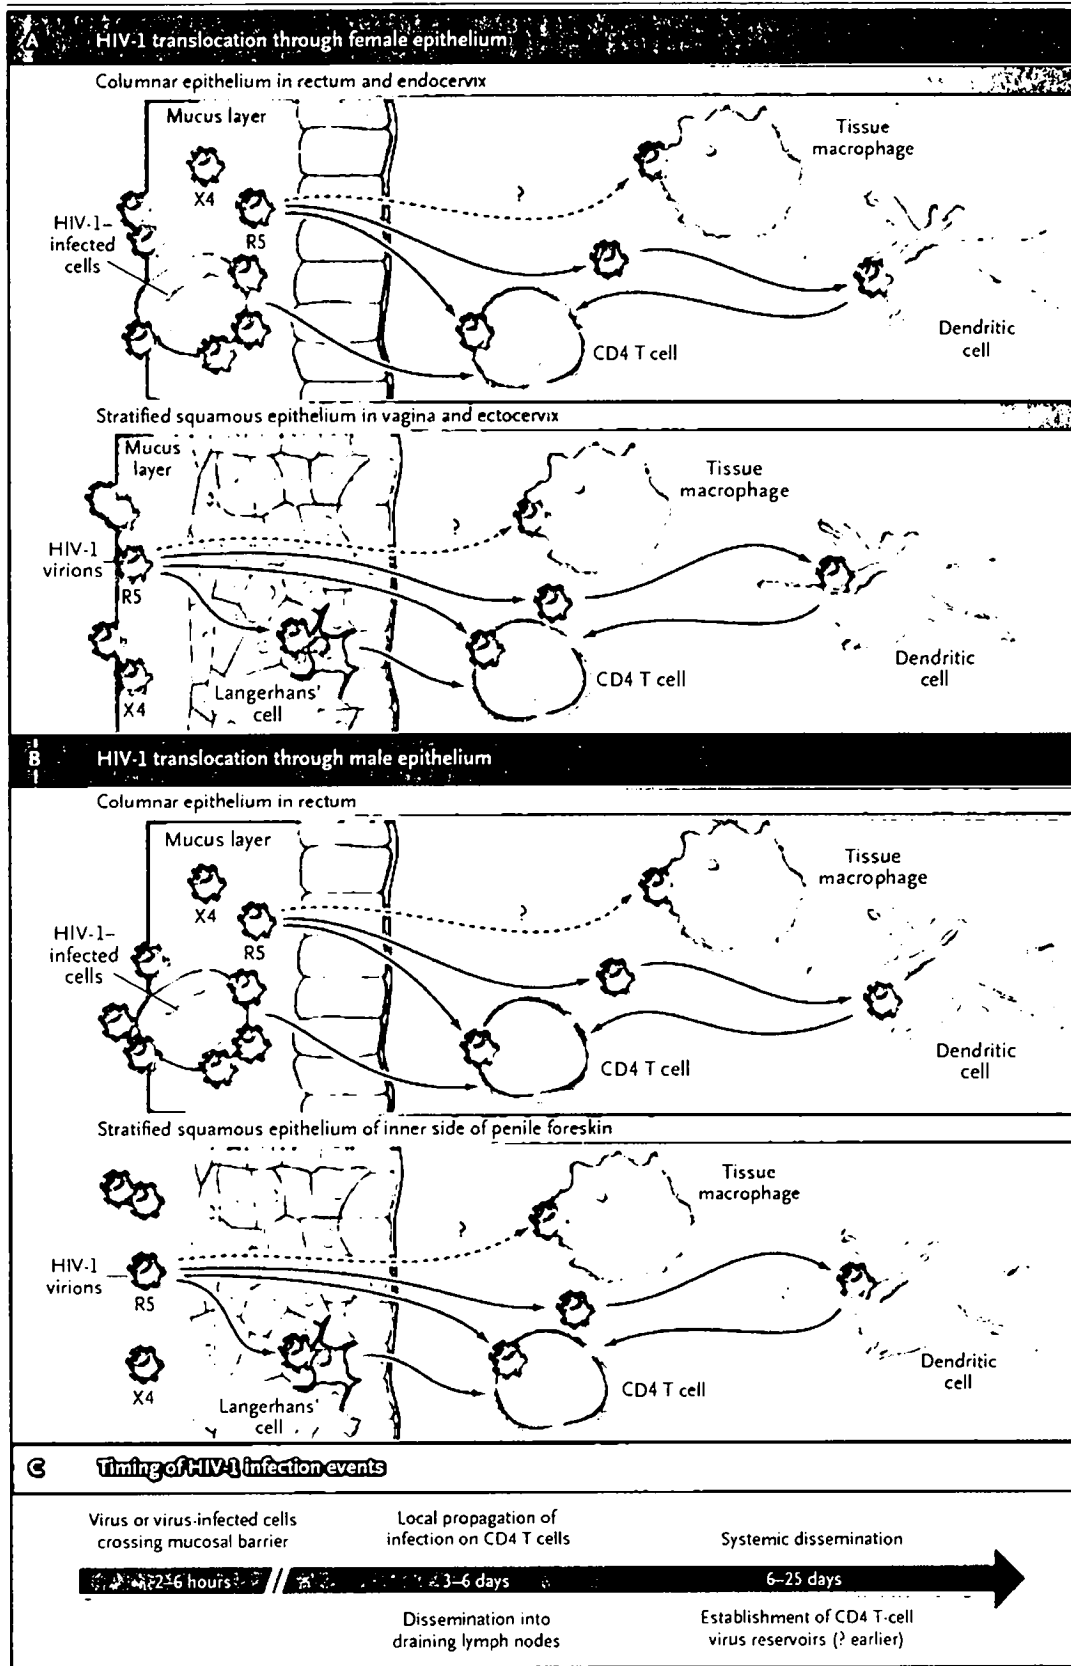 A HIV-1 translocation through female epithelium
Columnar epithelium in rectum and endocervix
Mucus layer
X4
R5
HIV-1–
infected
cells
?
Tissue
macrophage
CD4 T cell
Dendritic
cell
Stratified squamous epithelium in vagina and ectocervix
Mucus
layer
HIV-1
virions
R5
X4
Langerhans'
cell
?
Tissue
macrophage
CD4 T cell
Dendritic
cell
B HIV-1 translocation through male epithelium
Columnar epithelium in rectum
Mucus layer
X4
R5
HIV-1–
infected
cells
?
Tissue
macrophage
CD4 T cell
Dendritic
cell
Stratified squamous epithelium of inner side of penile foreskin
HIV-1
virions
R5
X4
Langerhans'
cell
?
Tissue
macrophage
CD4 T cell
Dendritic
cell
C Timing of HIV-1 infection events
Virus or virus-infected cells
crossing mucosal barrier
Local propagation of
infection on CD4 T cells
Systemic dissemination
2–6 hours
3–6 days
6–25 days
Dissemination into
draining lymph nodes
Establishment of CD4 T-cell
virus reservoirs (? earlier)